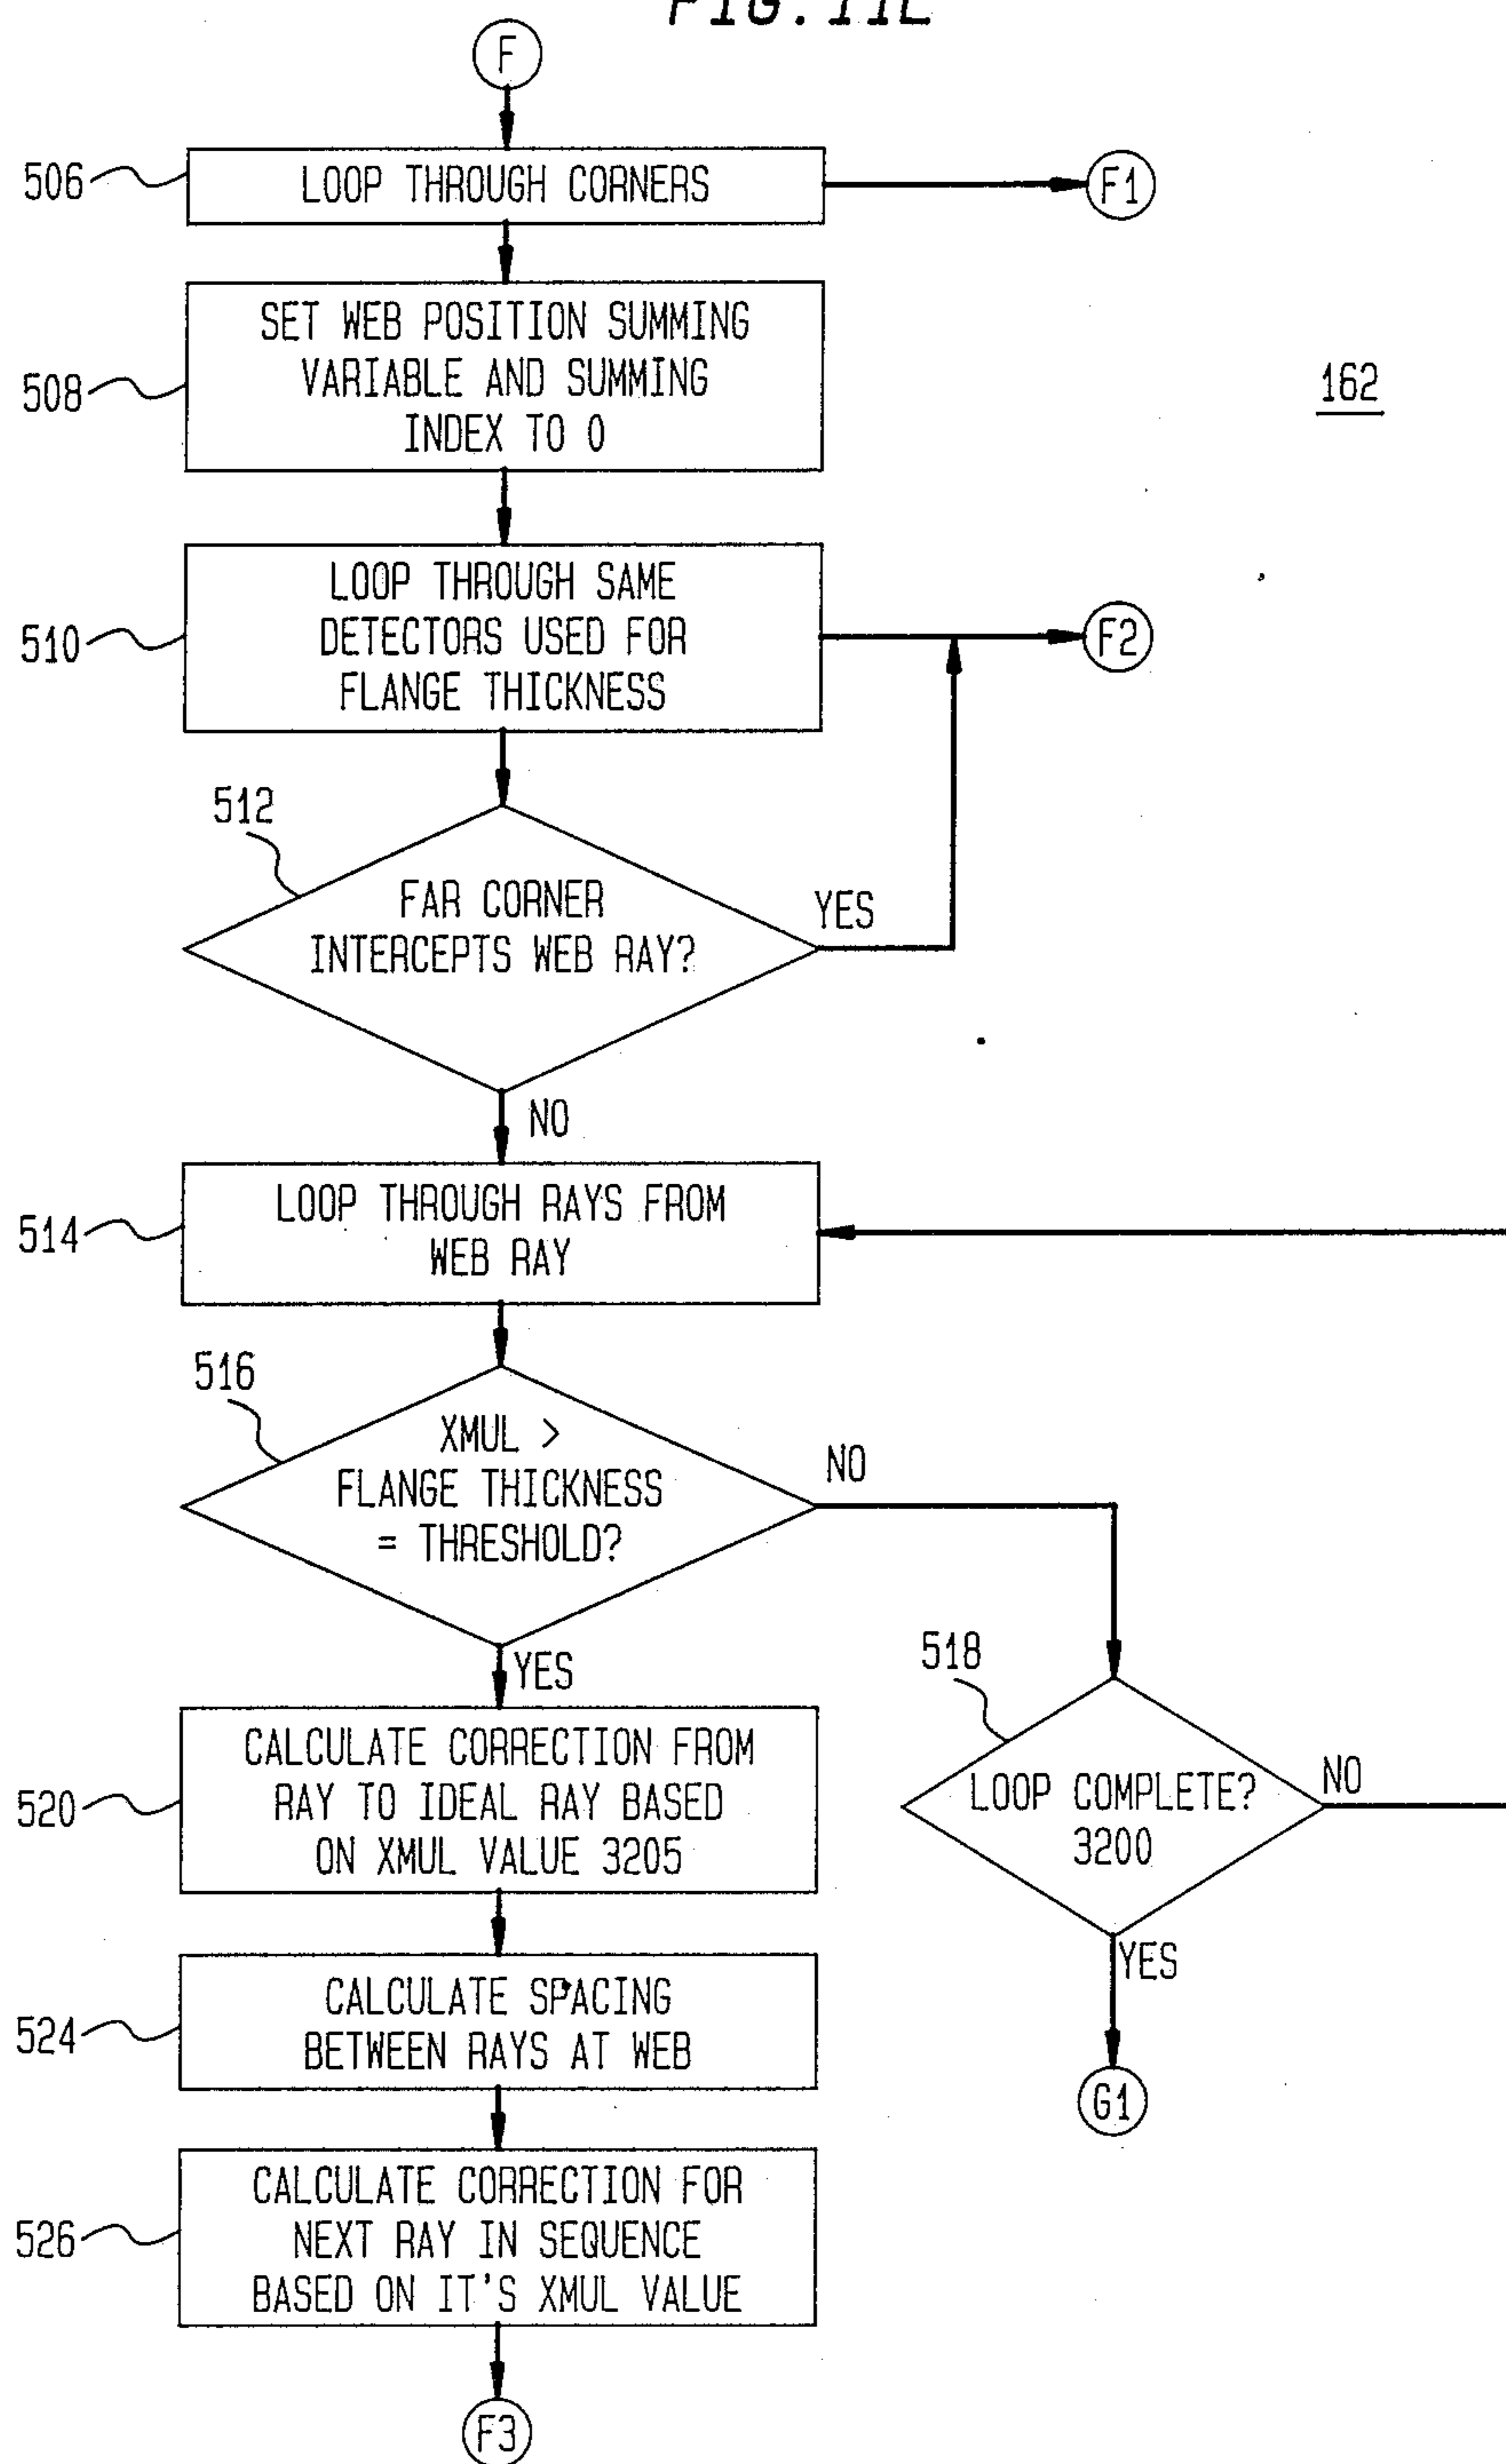 FIG. 11E
F
506
LOOP THROUGH CORNERS
F1
508
SET WEB POSITION SUMMING
VARIABLE AND SUMMING
INDEX TO 0
162
510
LOOP THROUGH SAME
DETECTORS USED FOR
FLANGE THICKNESS
F2
512
FAR CORNER
INTERCEPTS WEB RAY?
YES
NO
514
LOOP THROUGH RAYS FROM
WEB RAY
516
XMUL >
FLANGE THICKNESS
= THRESHOLD?
NO
YES
518
LOOP COMPLETE?
3200
NO
YES
G1
520
CALCULATE CORRECTION FROM
RAY TO IDEAL RAY BASED
ON XMUL VALUE 3205
524
CALCULATE SPACING
BETWEEN RAYS AT WEB
526
CALCULATE CORRECTION FOR
NEXT RAY IN SEQUENCE
BASED ON IT'S XMUL VALUE
F3